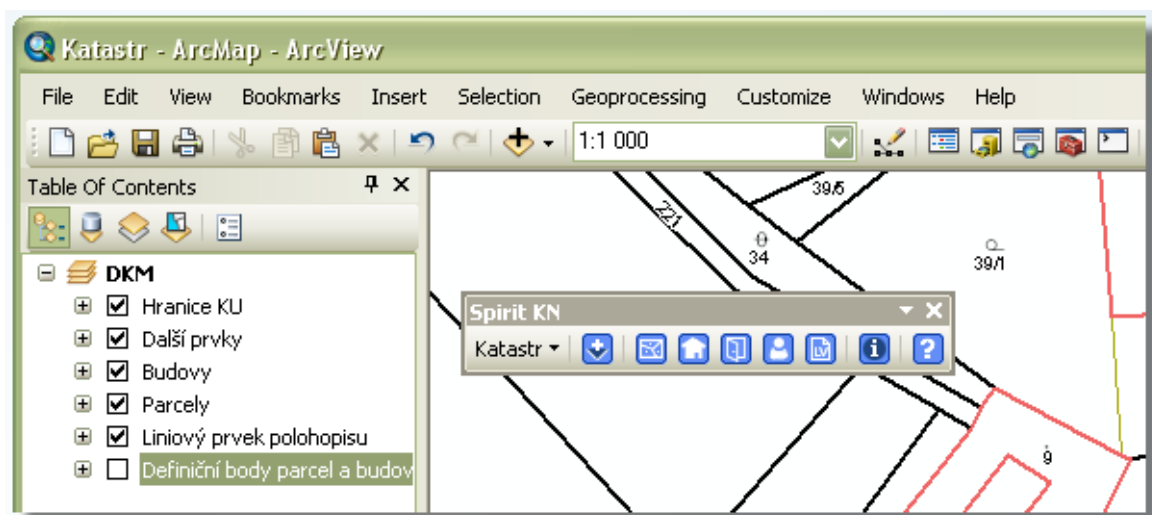 Katastr - ArcMap - ArcView
File Edit View Bookmarks Insert Selection Geoprocessing Customize Windows Help
1:1 000
Table Of Contents
DKM
Hranice KU
Další prvky
Budovy
Parcely
Liniový prvek polohopisu
Definiční body parcel a budov
39/5
221
34
39/1
Spirit KN
Katastr
LV
9